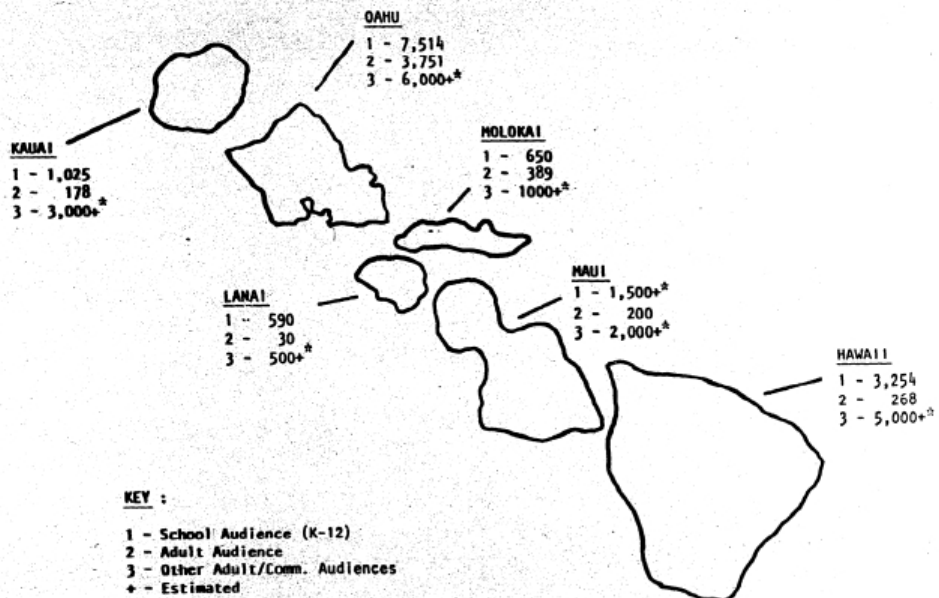 OAHU
1 - 7,514
2 - 3,751
3 - 6,000+*
KAUAI
1 - 1,025
2 - 178
3 - 3,000+*
MOLOKAI
1 - 650
2 - 389
3 - 1000+*
LANAI
1 - 590
2 - 30
3 - 500+*
MAUI
1 - 1,500+*
2 - 200
3 - 2,000+*
HAWAII
1 - 3,254
2 - 268
3 - 5,000+*
KEY :
1 - School Audience (K-12)
2 - Adult Audience
3 - Other Adult/Comm. Audiences
+ - Estimated